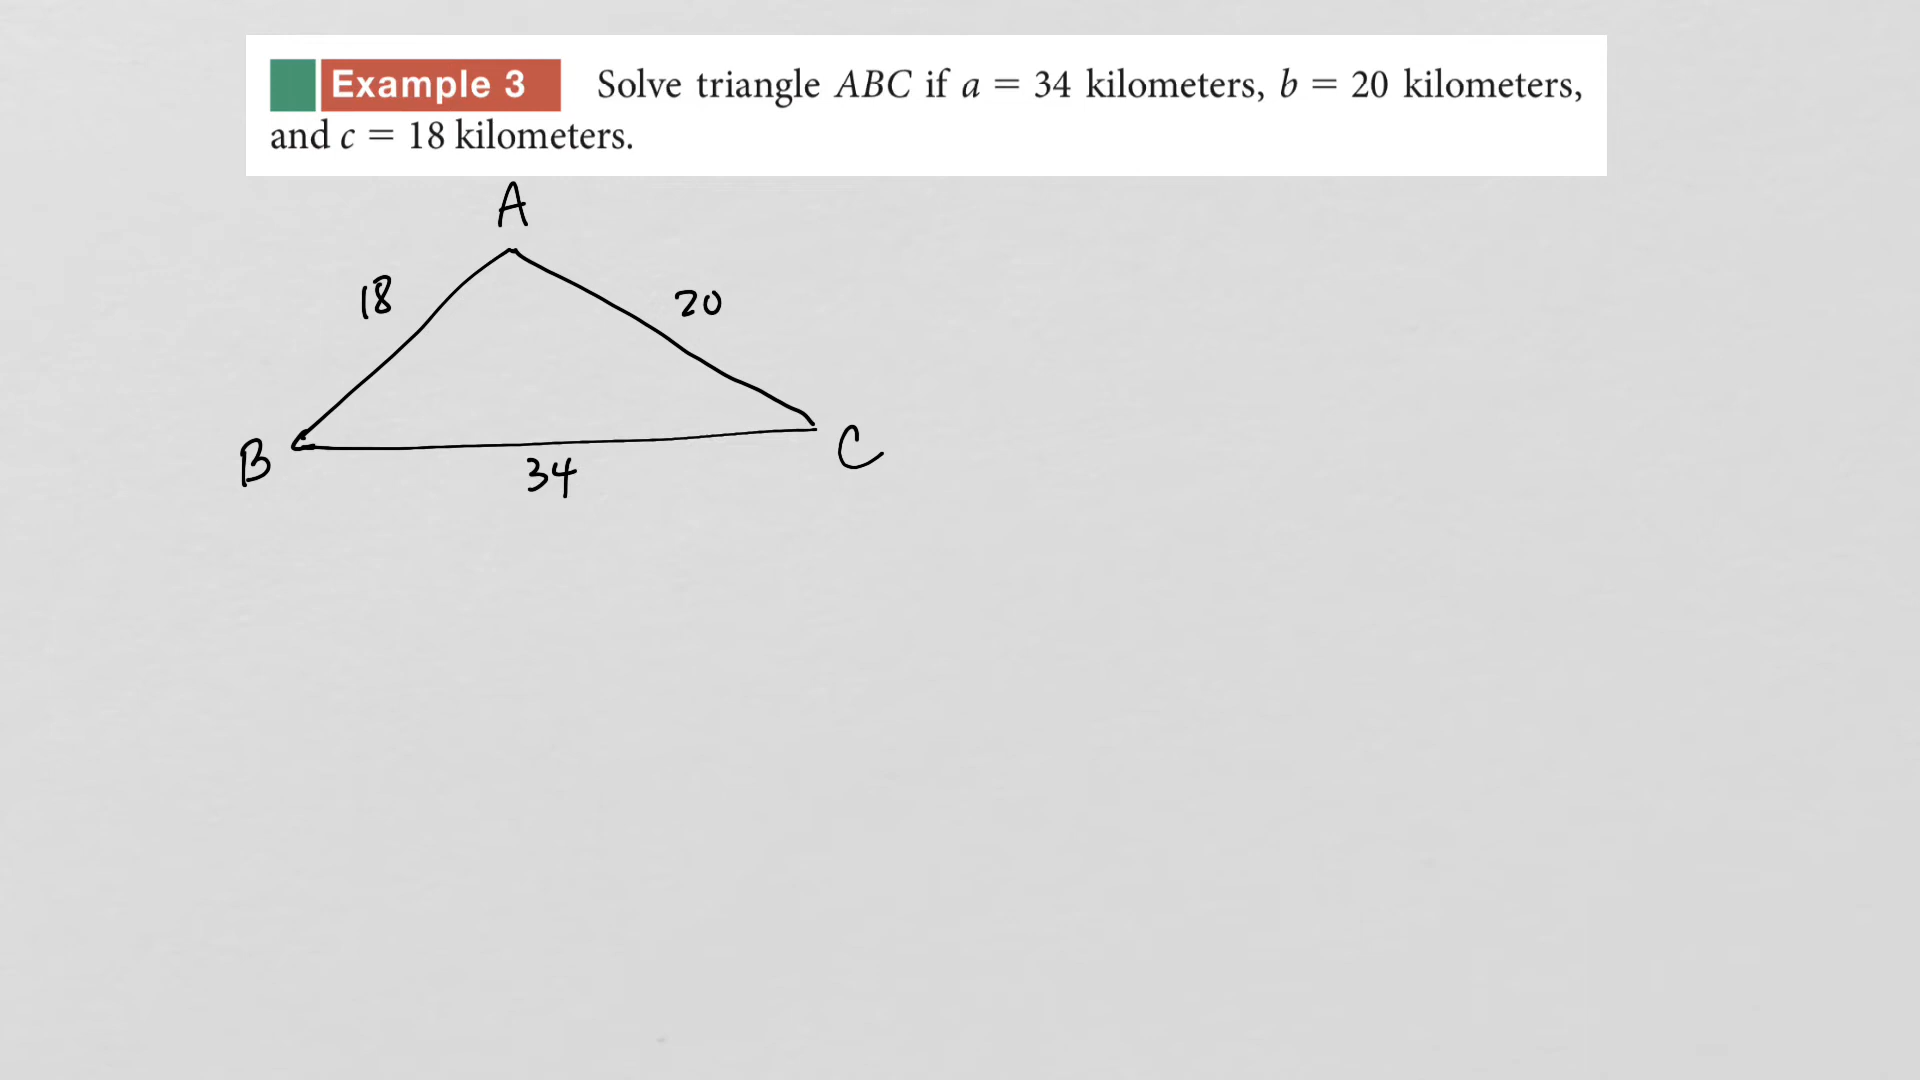 Example 3 Solve triangle ABC if a = 34 kilometers, b = 20 kilometers,
and c = 18 kilometers.
A
18
20
B
34
C